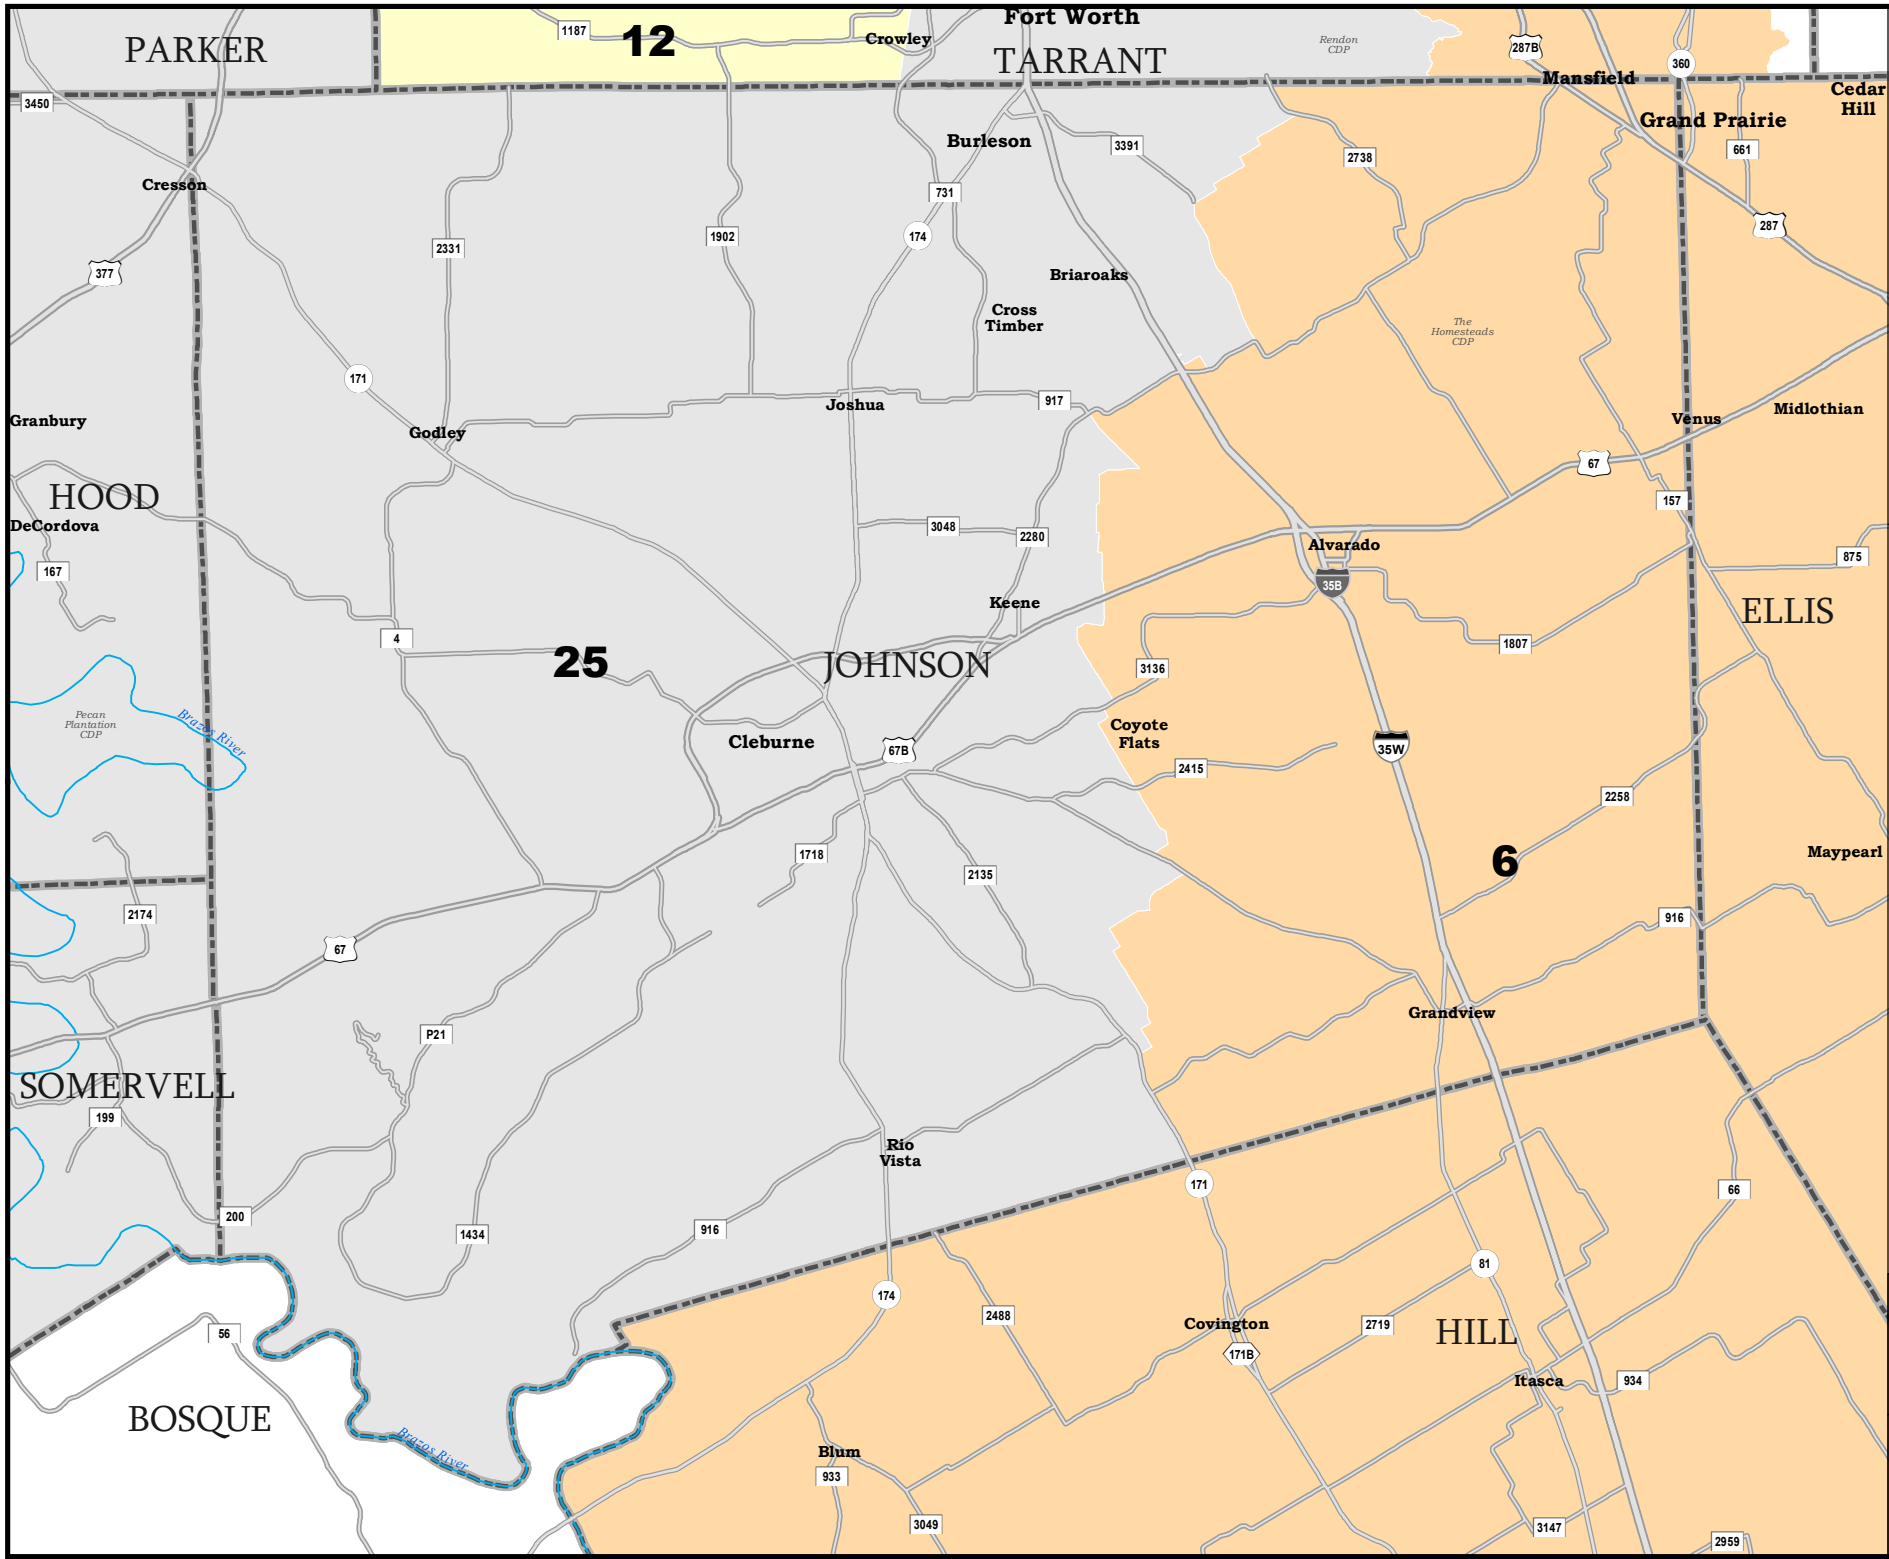 Fort Worth
1187
12
Crowley
PARKER
TARRANT
Rendon
CDP
287B
360
Mansfield
Cedar
Hill
3450
Grand Prairie
Burleson
3391
2738
661
Cresson
731
287
2331
1902
174
377
Briaroaks
Cross
Timber
The
Homesteads
CDP
171
917
Joshua
Granbury
Godley
Venus
Midlothian
67
HOOD
157
DeCordova
3048
2280
Alvarado
875
167
35B
Keene
ELLIS
4
25
JOHNSON
1807
3136
Pecan
Plantation
CDP
Brazos River
Coyote
Flats
Cleburne
67B
35W
2415
2258
1718
6
Maypearl
2135
2174
916
67
Grandview
P21
SOMERVELL
199
Rio
Vista
171
66
200
916
1434
81
174
2488
Covington
2719
HILL
56
171B
Itasca
934
BOSQUE
Brazos River
Blum
933
3049
3147
2959